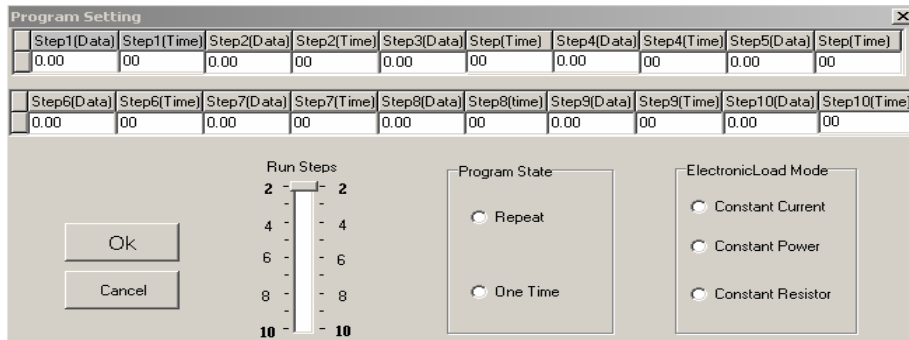 Program Setting
Step1(Data) Step1(Time) Step2(Data) Step2(Time) Step3(Data) Step(Time) Step4(Data) Step4(Time) Step5(Data) Step(Time)
0.00 00 0.00 00 0.00 00 0.00 00 0.00 00
Step6(Data) Step6(Time) Step7(Data) Step7(Time) Step8(Data) Step8(time) Step9(Data) Step9(Time) Step10(Data) Step10(Time)
0.00 00 0.00 00 0.00 00 0.00 00 0.00 00
Run Steps
2 2
4 4
6 6
8 8
10 10
Ok
Cancel
Program State
Repeat
One Time
ElectronicLoad Mode
Constant Current
Constant Power
Constant Resistor